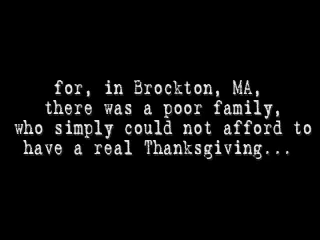 for, in Brockton, MA,
there was a poor family,
who simply could not afford to
have a real Thanksgiving...